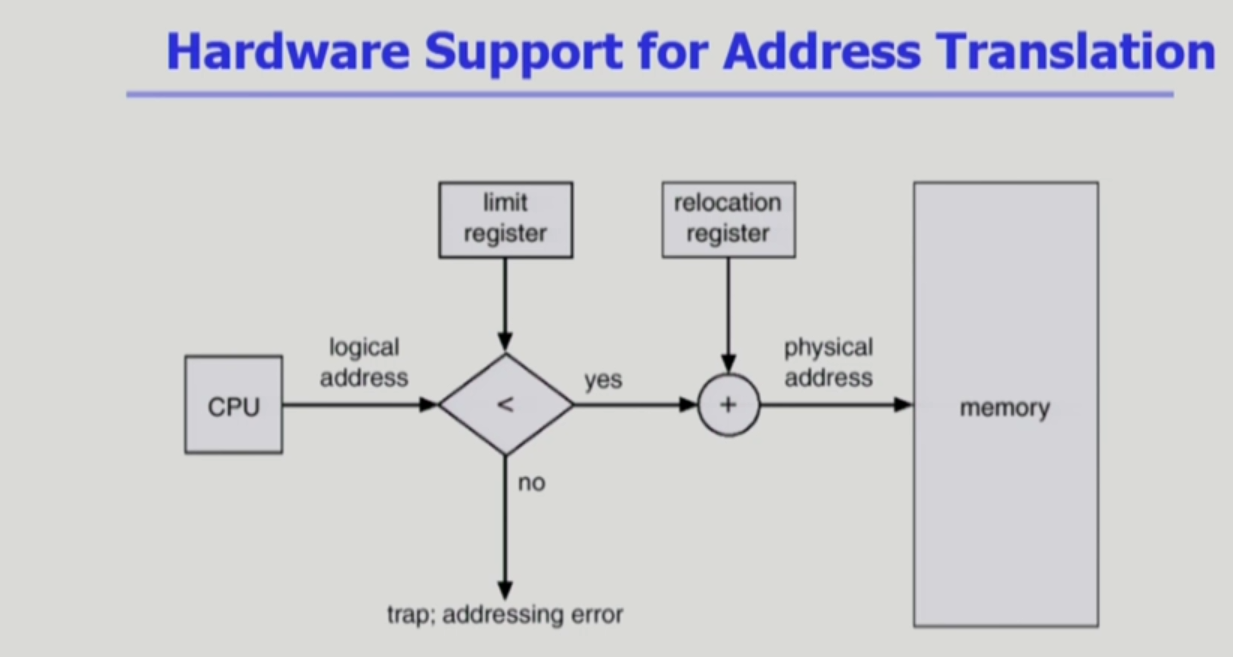 Hardware Support for Address Translation
limit
register
relocation
register
logical
address
physical
address
CPU
<
yes
+
memory
no
trap; addressing error